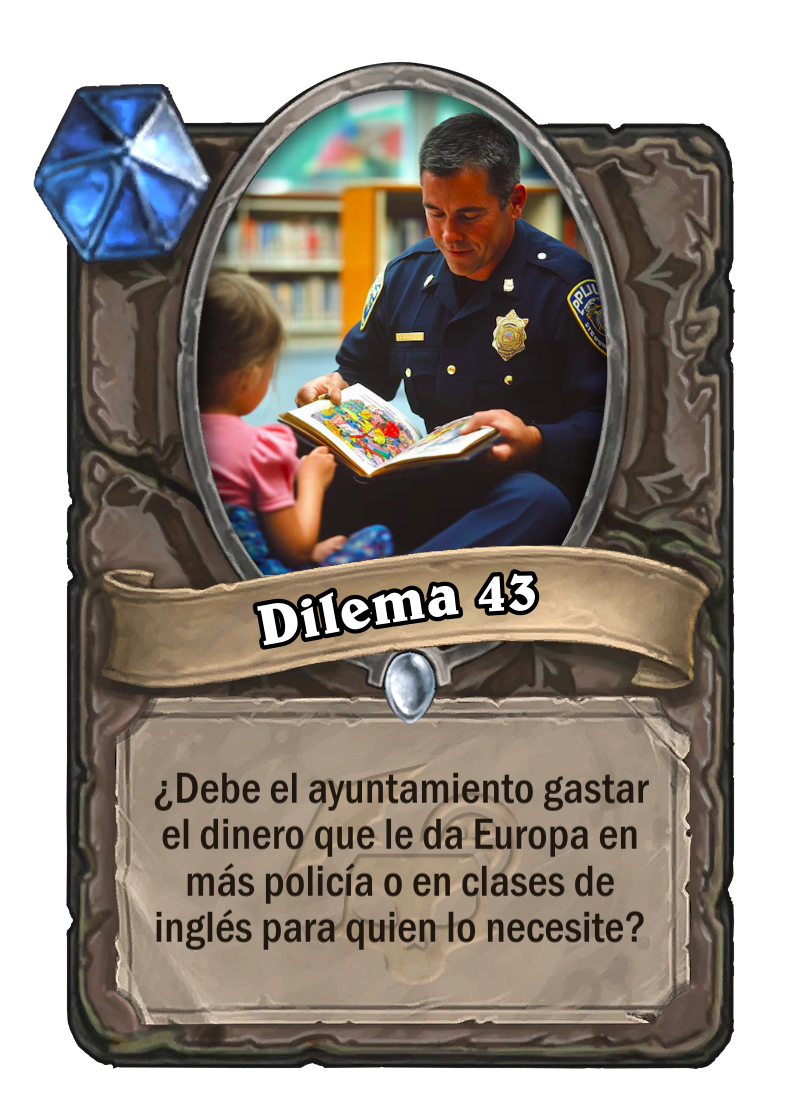 Dilema 43
¿Debe el ayuntamiento gastar
el dinero que le da Europa en
más policía o en clases de
inglés para quien lo necesite?